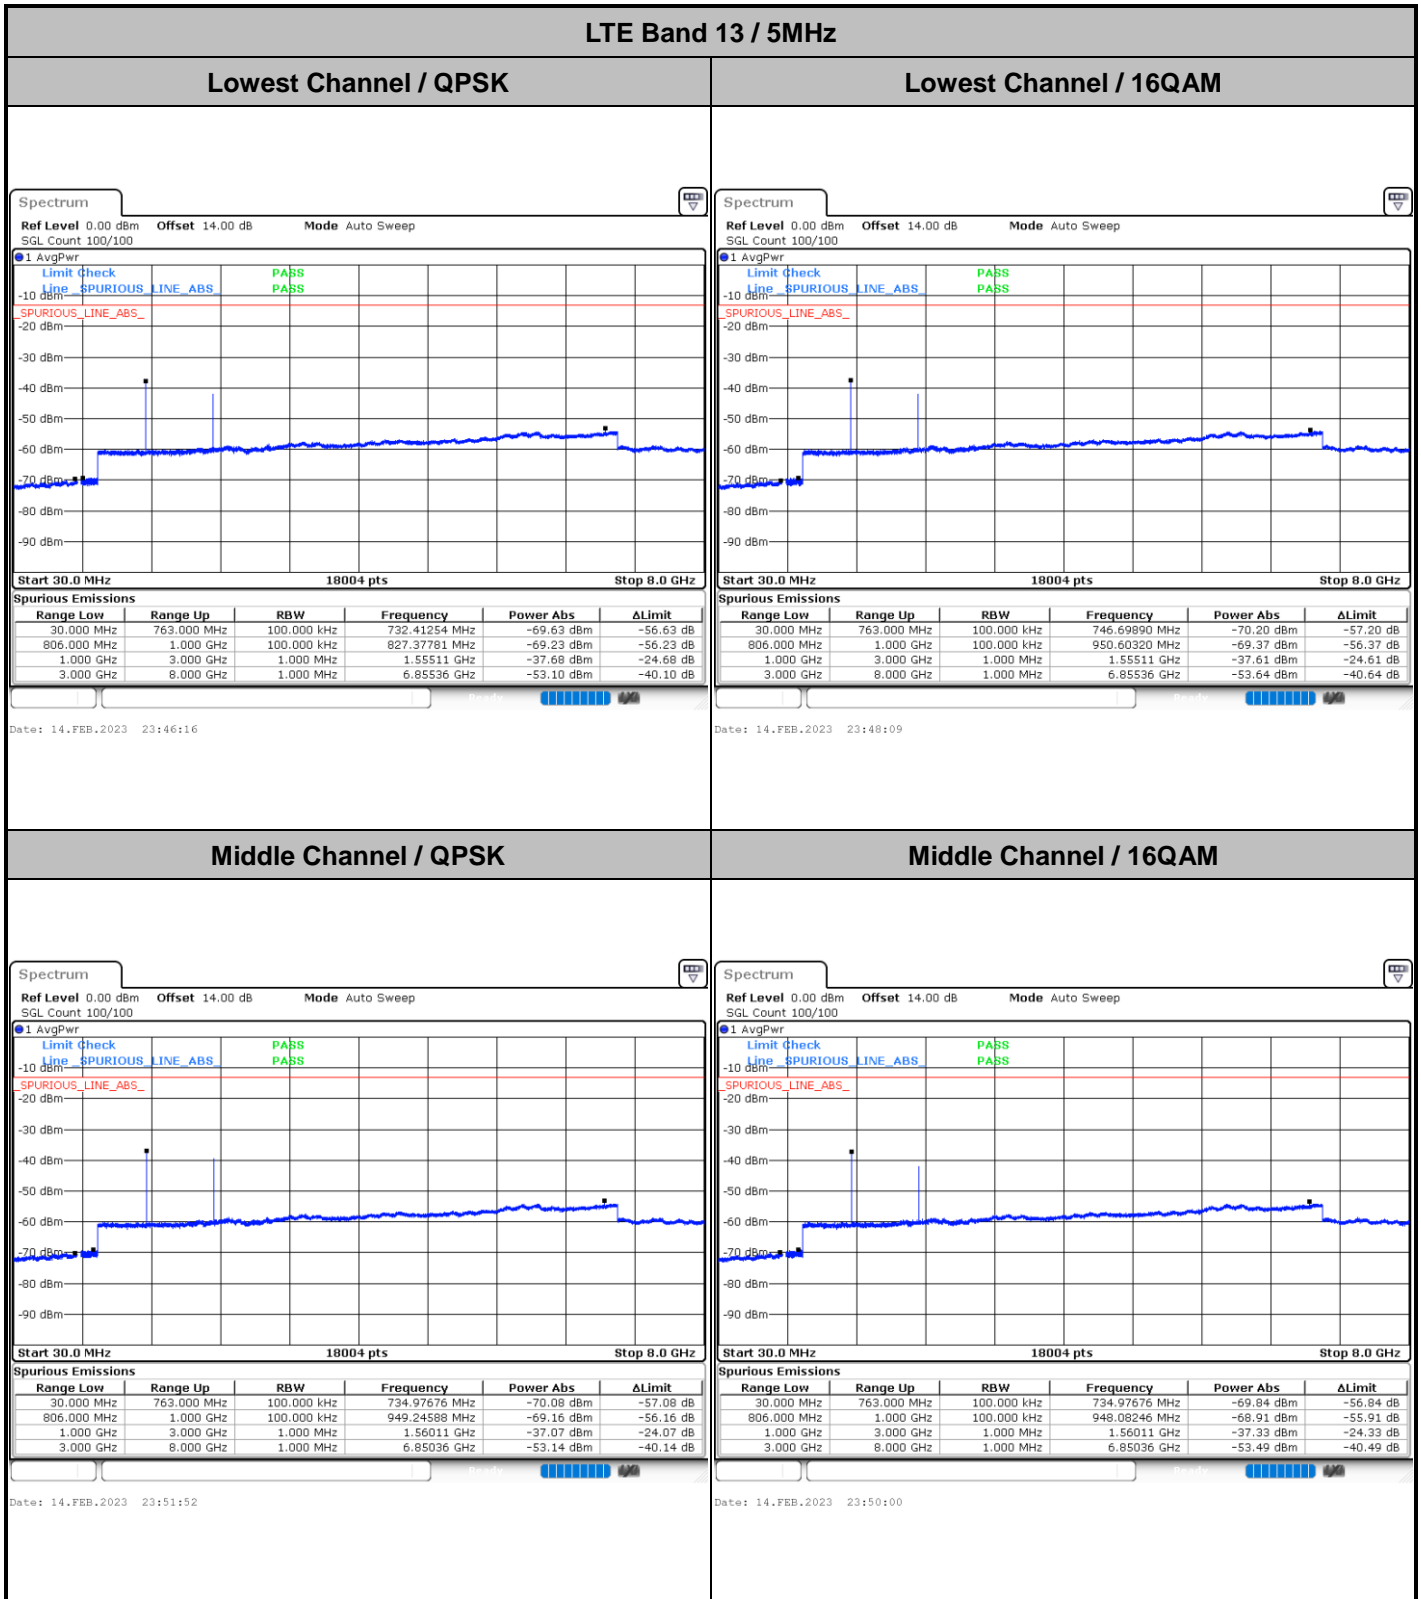 LTE Band 13 / 5MHz
Lowest Channel / QPSK
Lowest Channel / 16QAM
Spectrum
Ref Level 0.00 dBm Offset 14.00 dB Mode Auto Sweep
SGL Count 100/100
1 AvgPwr
Limit Check PASS
Line _SPURIOUS_LINE_ABS_ PASS
-10 dBm
_SPURIOUS_LINE_ABS_
-20 dBm
-30 dBm
-40 dBm
-50 dBm
-60 dBm
-70 dBm
-80 dBm
-90 dBm
Start 30.0 MHz 18004 pts Stop 8.0 GHz
Spurious Emissions
Range Low Range Up RBW Frequency Power Abs ΔLimit
30.000 MHz 763.000 MHz 100.000 kHz 732.41254 MHz -69.63 dBm -56.63 dB
806.000 MHz 1.000 GHz 100.000 kHz 827.37781 MHz -69.23 dBm -56.23 dB
1.000 GHz 3.000 GHz 1.000 MHz 1.55511 GHz -37.68 dBm -24.68 dB
3.000 GHz 8.000 GHz 1.000 MHz 6.85536 GHz -53.10 dBm -40.10 dB
Date: 14.FEB.2023 23:46:16
Spectrum
Ref Level 0.00 dBm Offset 14.00 dB Mode Auto Sweep
SGL Count 100/100
1 AvgPwr
Limit Check PASS
Line _SPURIOUS_LINE_ABS_ PASS
-10 dBm
_SPURIOUS_LINE_ABS_
-20 dBm
-30 dBm
-40 dBm
-50 dBm
-60 dBm
-70 dBm
-80 dBm
-90 dBm
Start 30.0 MHz 18004 pts Stop 8.0 GHz
Spurious Emissions
Range Low Range Up RBW Frequency Power Abs ΔLimit
30.000 MHz 763.000 MHz 100.000 kHz 746.69890 MHz -70.20 dBm -57.20 dB
806.000 MHz 1.000 GHz 100.000 kHz 950.60320 MHz -69.37 dBm -56.37 dB
1.000 GHz 3.000 GHz 1.000 MHz 1.55511 GHz -37.61 dBm -24.61 dB
3.000 GHz 8.000 GHz 1.000 MHz 6.85536 GHz -53.64 dBm -40.64 dB
Ready
Date: 14.FEB.2023 23:48:09
Middle Channel / QPSK
Middle Channel / 16QAM
Spectrum
Ref Level 0.00 dBm Offset 14.00 dB Mode Auto Sweep
SGL Count 100/100
1 AvgPwr
Limit Check PASS
Line _SPURIOUS_LINE_ABS_ PASS
-10 dBm
_SPURIOUS_LINE_ABS_
-20 dBm
-30 dBm
-40 dBm
-50 dBm
-60 dBm
-70 dBm
-80 dBm
-90 dBm
Start 30.0 MHz 18004 pts Stop 8.0 GHz
Spurious Emissions
Range Low Range Up RBW Frequency Power Abs ΔLimit
30.000 MHz 763.000 MHz 100.000 kHz 734.97676 MHz -70.08 dBm -57.08 dB
806.000 MHz 1.000 GHz 100.000 kHz 949.24588 MHz -69.16 dBm -56.16 dB
1.000 GHz 3.000 GHz 1.000 MHz 1.56011 GHz -37.07 dBm -24.07 dB
3.000 GHz 8.000 GHz 1.000 MHz 6.85036 GHz -53.14 dBm -40.14 dB
Date: 14.FEB.2023 23:51:52
Spectrum
Ref Level 0.00 dBm Offset 14.00 dB Mode Auto Sweep
SGL Count 100/100
1 AvgPwr
Limit Check PASS
Line _SPURIOUS_LINE_ABS_ PASS
-10 dBm
_SPURIOUS_LINE_ABS_
-20 dBm
-30 dBm
-40 dBm
-50 dBm
-60 dBm
-70 dBm
-80 dBm
-90 dBm
Start 30.0 MHz 18004 pts Stop 8.0 GHz
Spurious Emissions
Range Low Range Up RBW Frequency Power Abs ΔLimit
30.000 MHz 763.000 MHz 100.000 kHz 734.97676 MHz -69.84 dBm -56.84 dB
806.000 MHz 1.000 GHz 100.000 kHz 948.08246 MHz -68.91 dBm -55.91 dB
1.000 GHz 3.000 GHz 1.000 MHz 1.56011 GHz -37.33 dBm -24.33 dB
3.000 GHz 8.000 GHz 1.000 MHz 6.85036 GHz -53.49 dBm -40.49 dB
Ready
Date: 14.FEB.2023 23:50:00